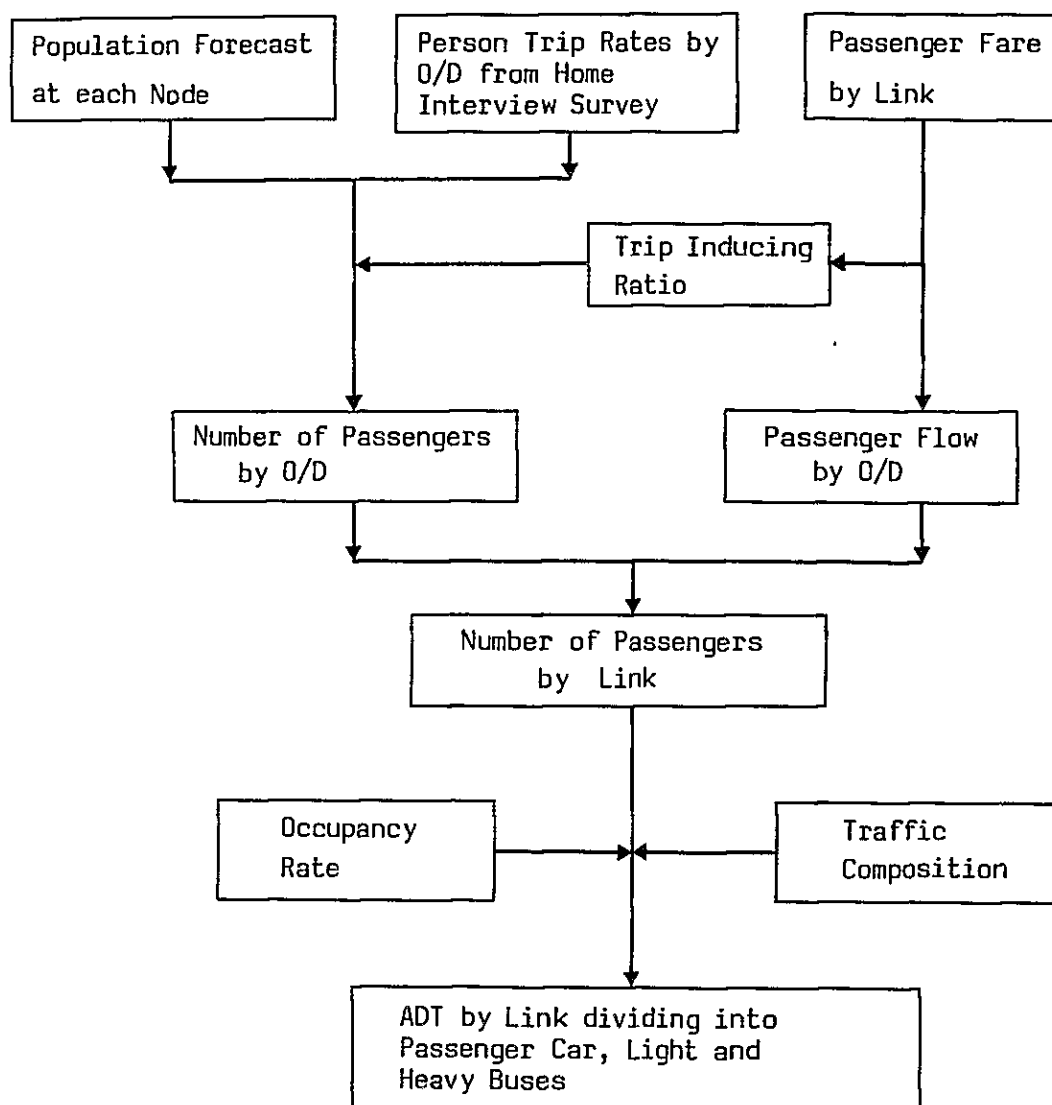 Population Forecast
at each Node
Person Trip Rates by
O/D from Home
Interview Survey
Passenger Fare
by Link
Trip Inducing
Ratio
Number of Passengers
by O/D
Passenger Flow
by O/D
Number of Passengers
by Link
Occupancy
Rate
Traffic
Composition
ADT by Link dividing into
Passenger Car, Light and
Heavy Buses